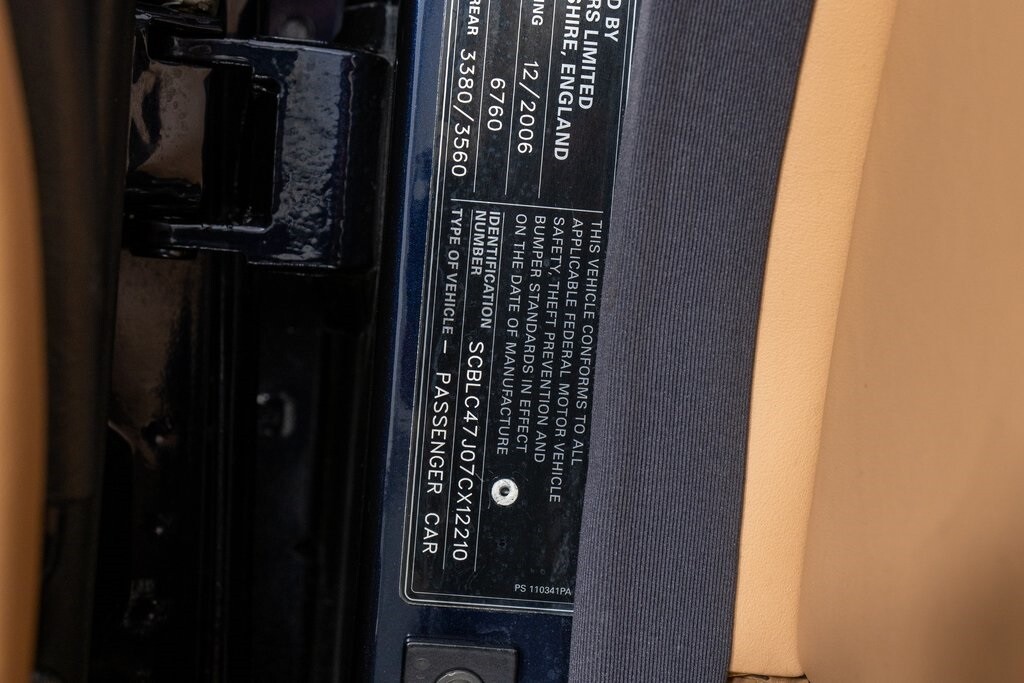 D BY
RS LIMITED
SHIRE, ENGLAND
ING 12/2006
6760
REAR 3380/3560
THIS VEHICLE CONFORMS TO ALL
APPLICABLE FEDERAL MOTOR VEHICLE
SAFETY, THEFT PREVENTION AND
BUMPER STANDARDS IN EFFECT
ON THE DATE OF MANUFACTURE
IDENTIFICATION
NUMBER SCBLC47J07CX12210
TYPE OF VEHICLE – PASSENGER CAR
PS 110341PA